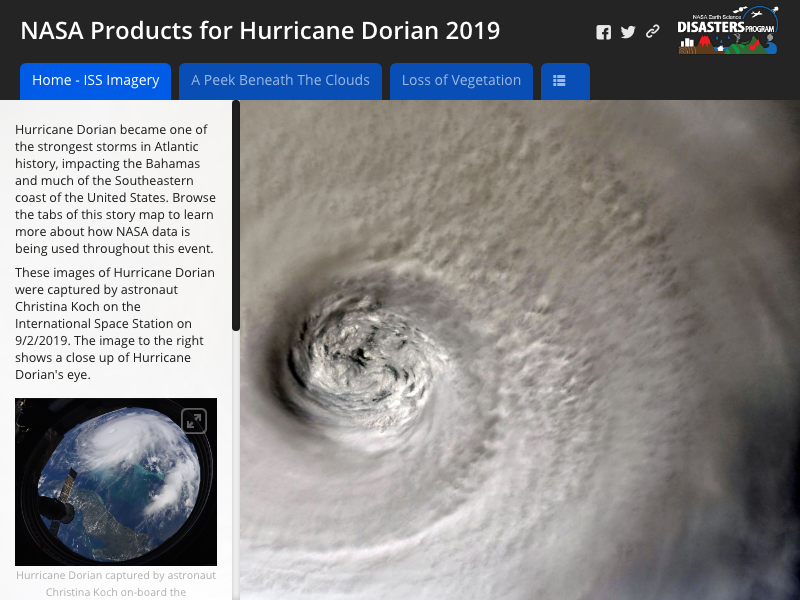 NASA Products for Hurricane Dorian 2019
NASA Earth Science
DISASTERS PROGRAM
Home - ISS Imagery
A Peek Beneath The Clouds
Loss of Vegetation
Hurricane Dorian became one of
the strongest storms in Atlantic
history, impacting the Bahamas
and much of the Southeastern
coast of the United States. Browse
the tabs of this story map to learn
more about how NASA data is
being used throughout this event.
These images of Hurricane Dorian
were captured by astronaut
Christina Koch on the
International Space Station on
9/2/2019. The image to the right
shows a close up of Hurricane
Dorian's eye.
Hurricane Dorian captured by astronaut
Christina Koch on-board the